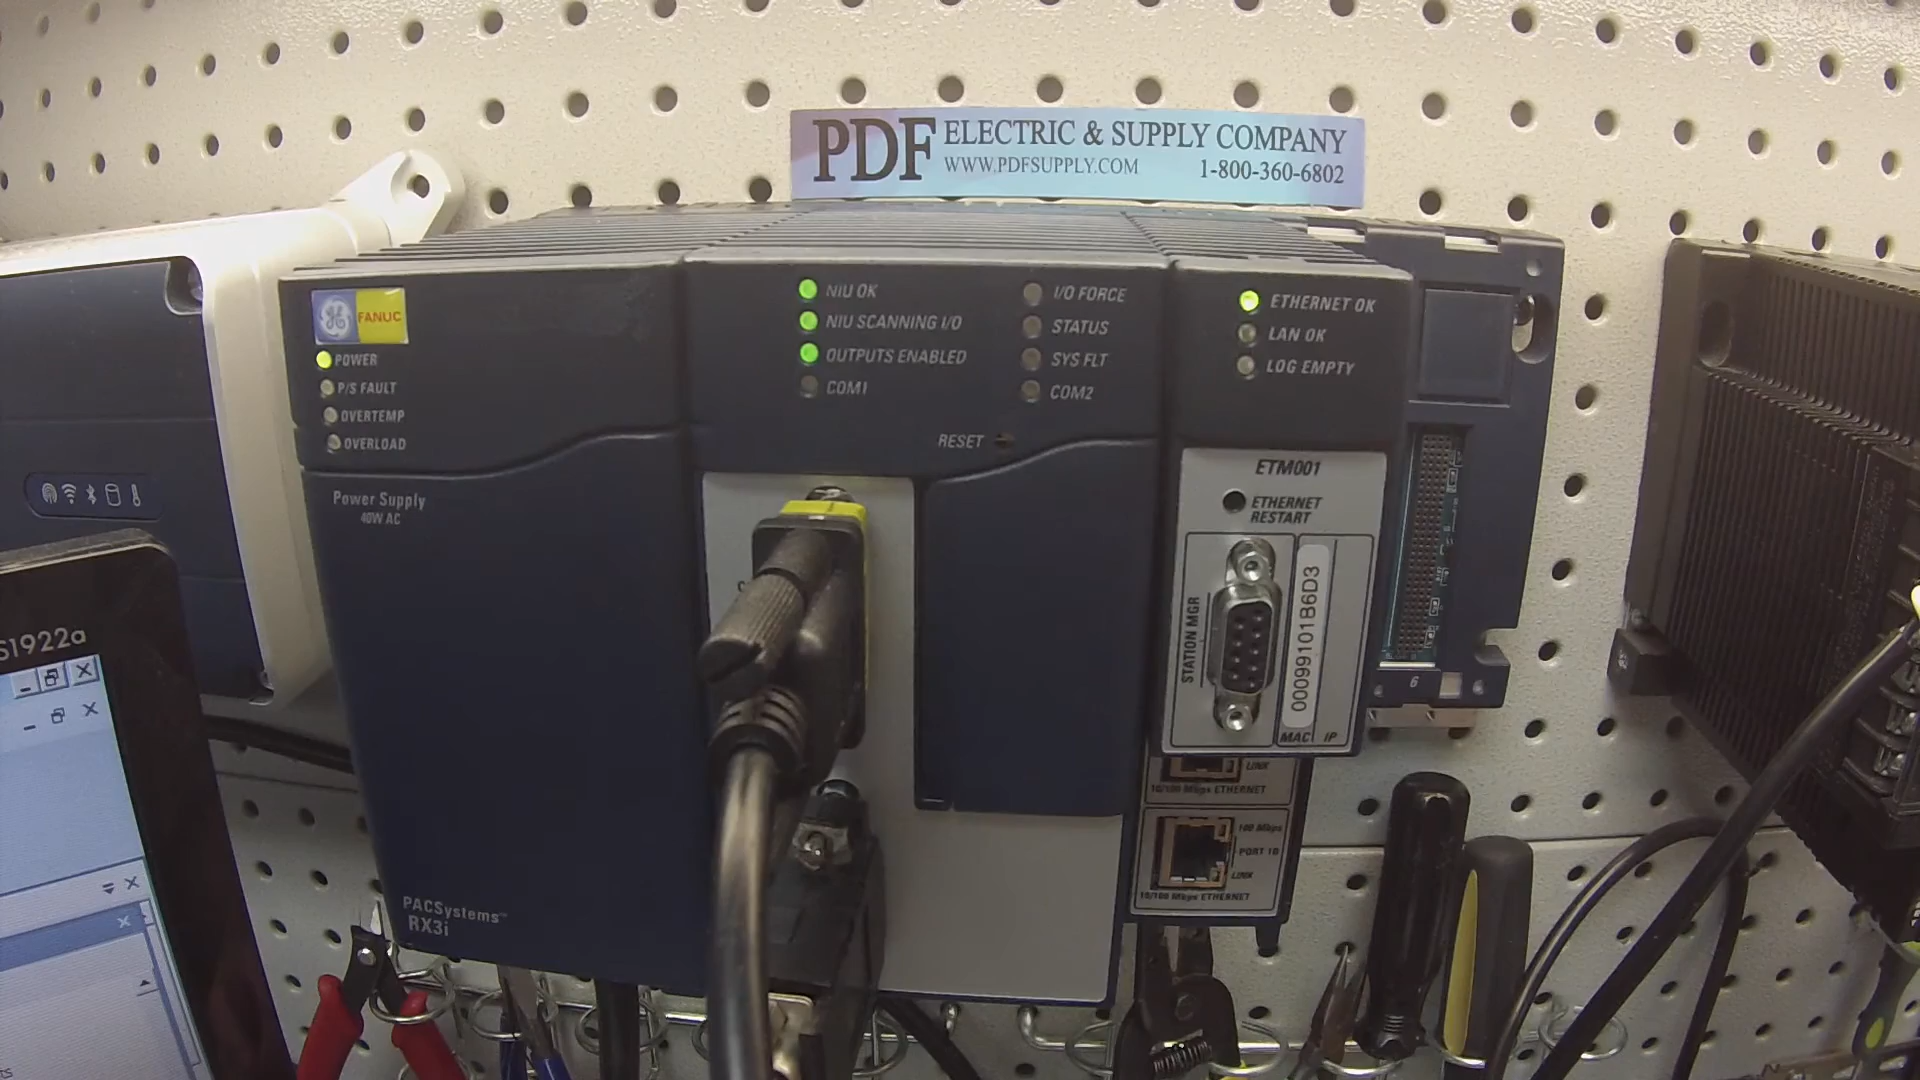 PDF ELECTRIC & SUPPLY COMPANY
WWW.PDFSUPPLY.COM 1-800-360-6802
GE FANUC
POWER
P/S FAULT
OVERTEMP
OVERLOAD
Power Supply
40W AC
PACSystems™
RX3i
NIU OK
NIU SCANNING I/O
OUTPUTS ENABLED
COM1
I/O FORCE
STATUS
SYS FLT
COM2
RESET
ETHERNET OK
LAN OK
LOG EMPTY
ETM001
ETHERNET
RESTART
STATION MGR
00099101B6D3
MAC IP
LINK
10/100 Mbps ETHERNET
100 Mbps
PORT 1B
LINK
10/100 Mbps ETHERNET
6
S1922a